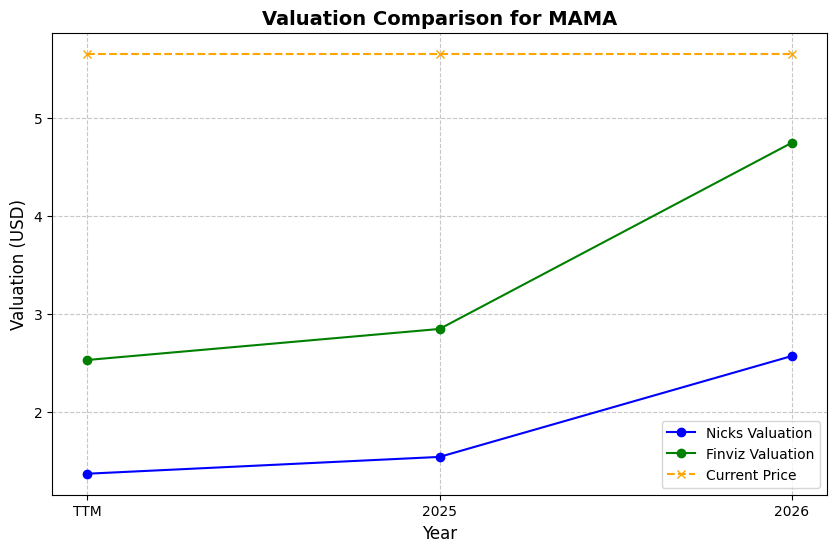 Valuation Comparison for MAMA
Valuation (USD)
5
4
3
2
TTM
2025
2026
Year
Nicks Valuation
Finviz Valuation
Current Price